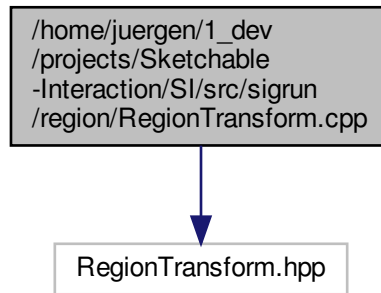 /home/juergen/1_dev
/projects/Sketchable
-Interaction/SI/src/sigrun
/region/RegionTransform.cpp
RegionTransform.hpp